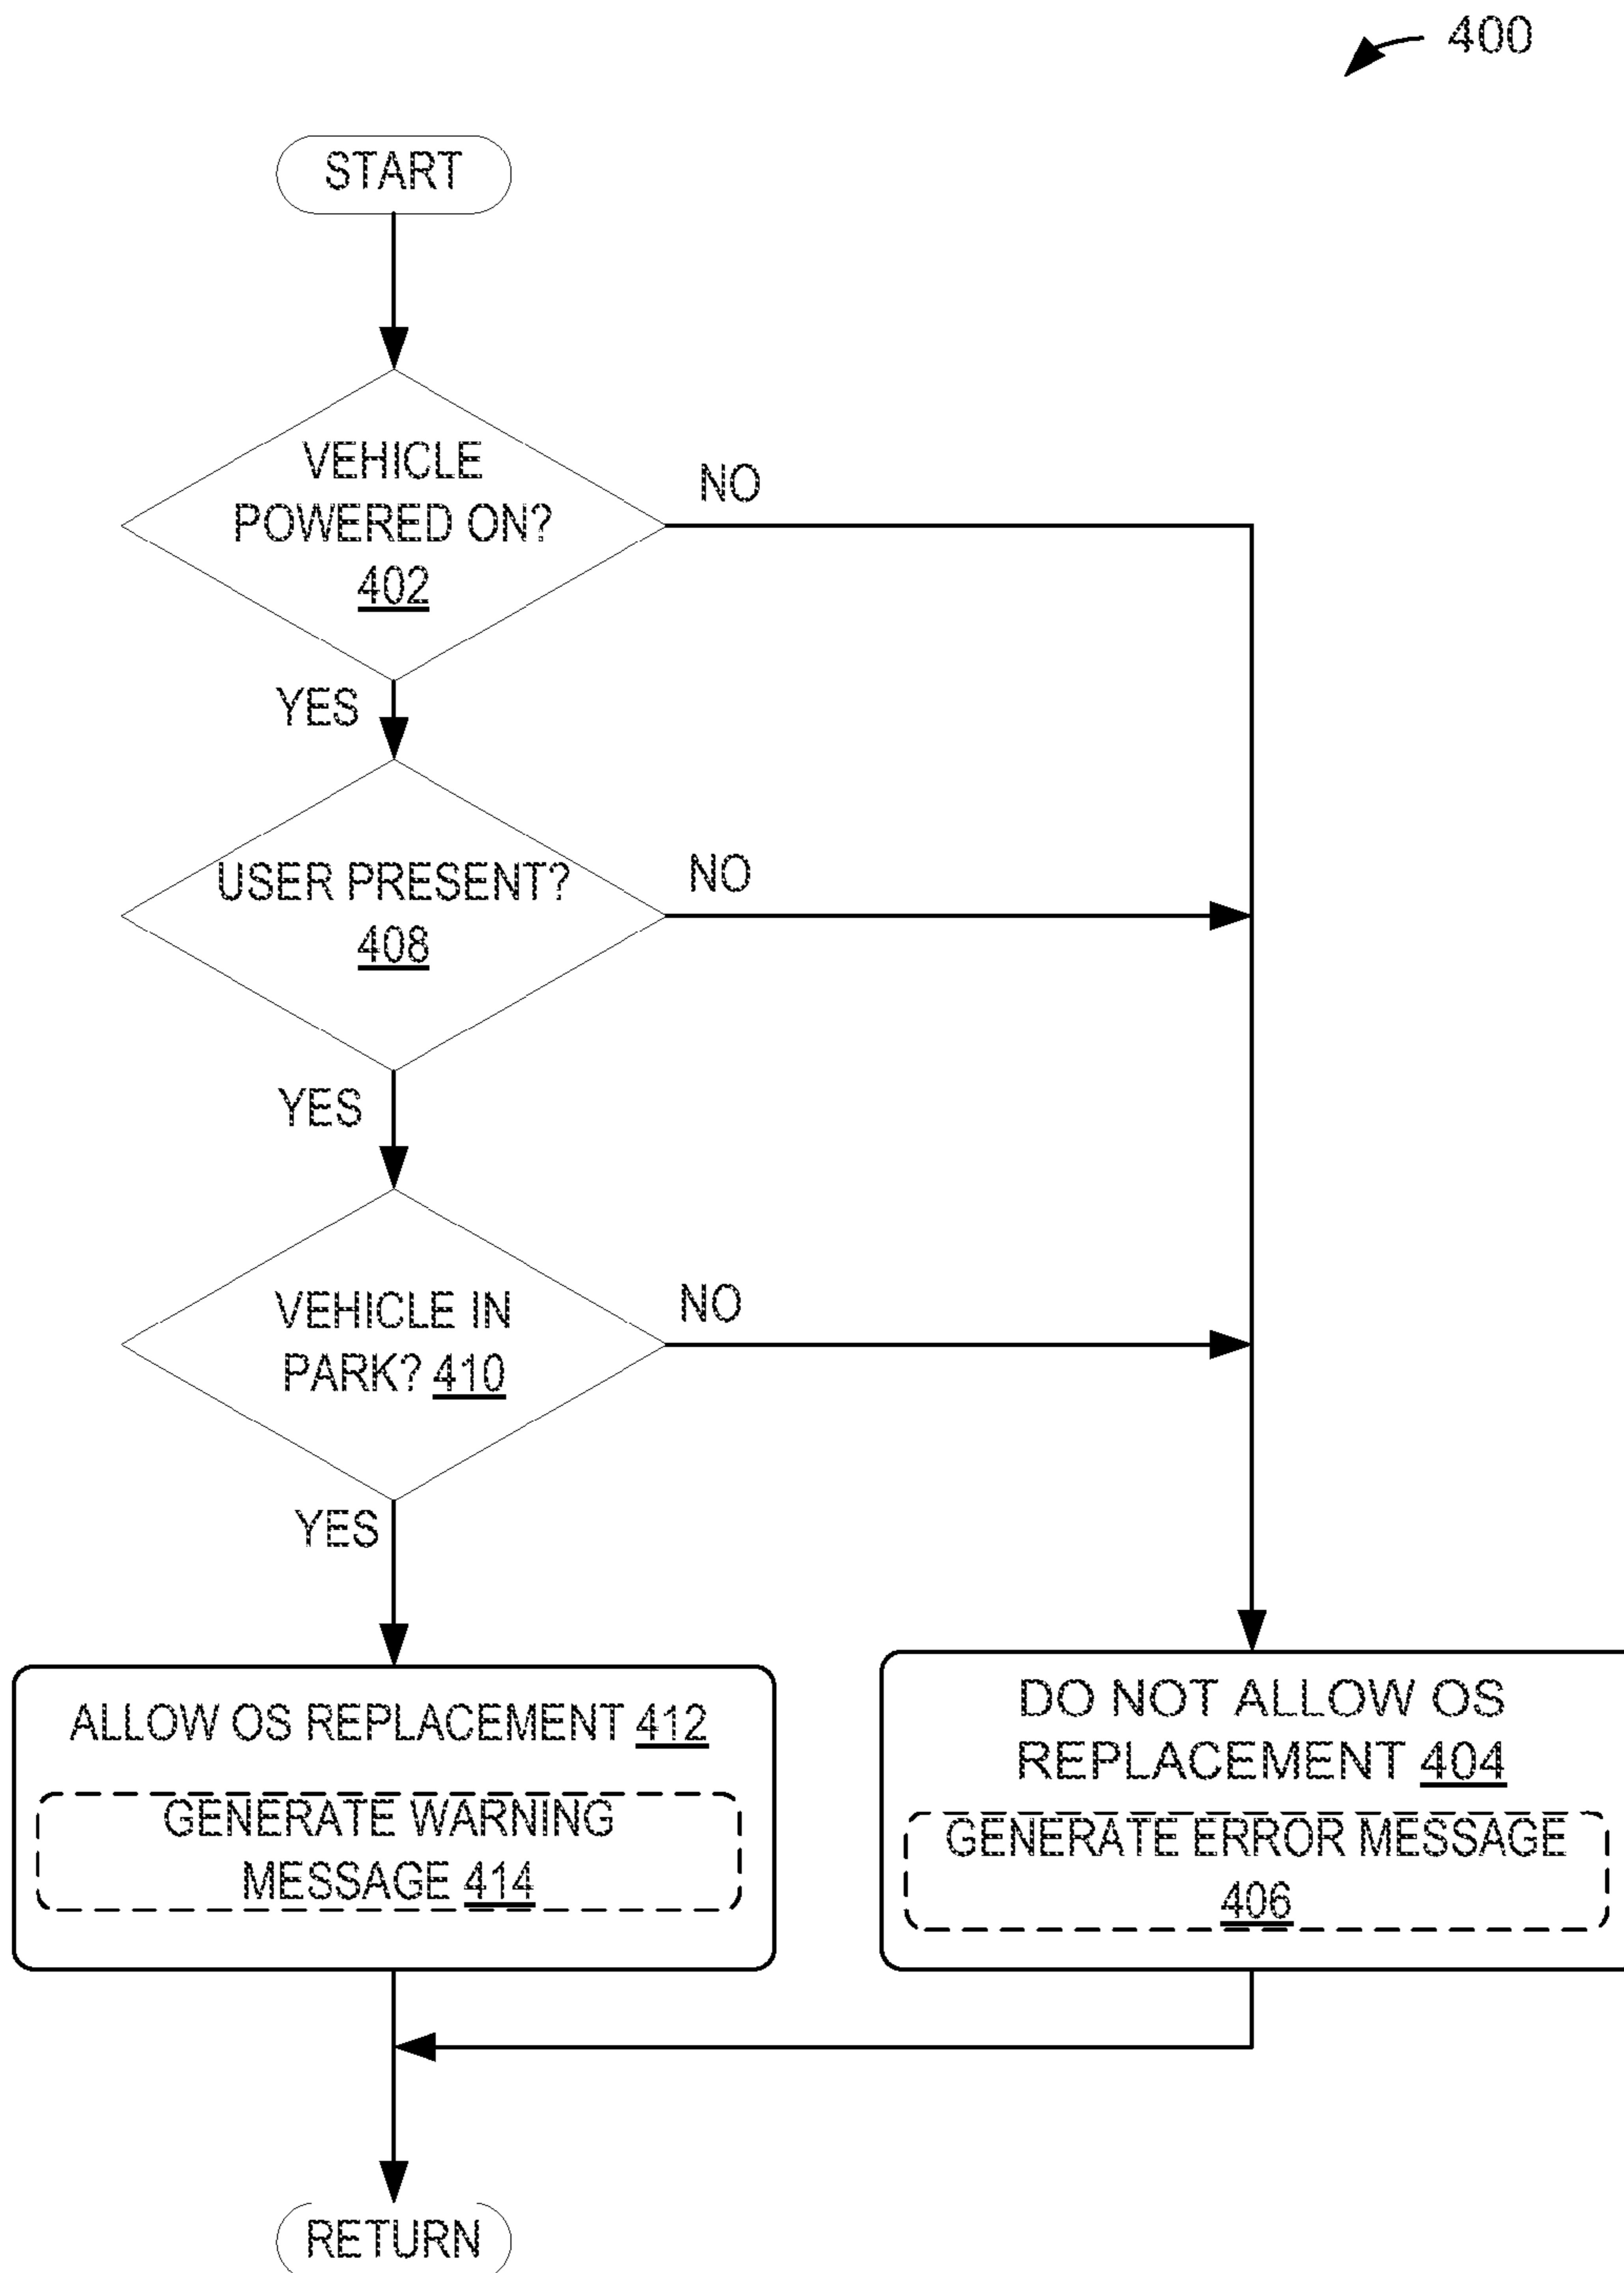 400
START
VEHICLE
POWERED ON?
402
NO
YES
USER PRESENT?
408
NO
YES
VEHICLE IN
PARK? 410
NO
YES
ALLOW OS REPLACEMENT 412
GENERATE WARNING
MESSAGE 414
DO NOT ALLOW OS
REPLACEMENT 404
GENERATE ERROR MESSAGE
406
RETURN